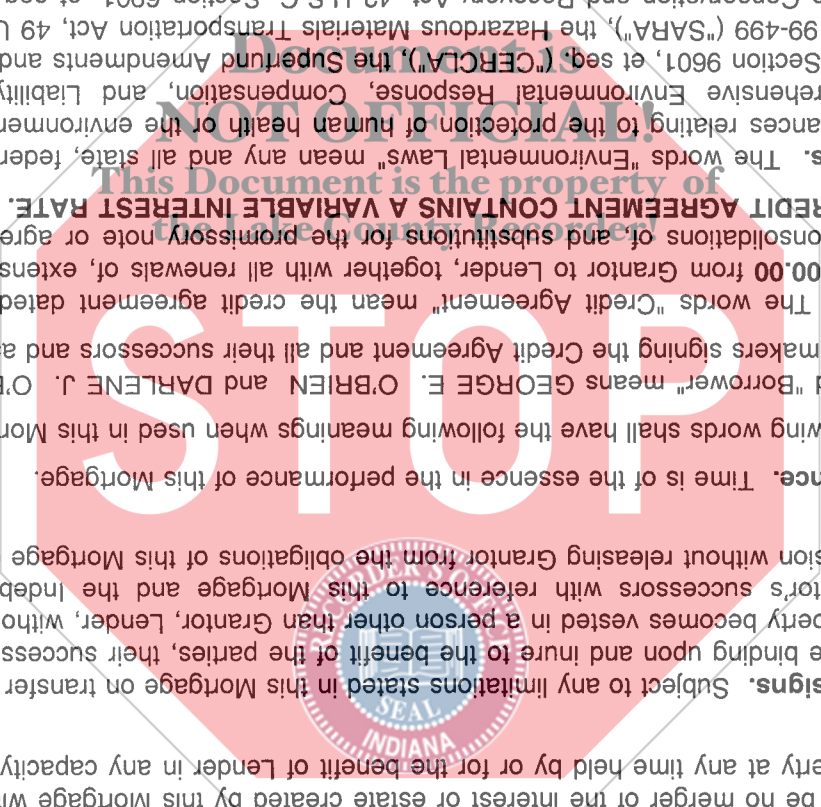 be no merger of the interest or estate created by this Mortgage wi
erty at any time held by or for the benefit of Lender in any capacity
signs. Subject to any limitations stated in this Mortgage on transfer
e binding upon and inure to the benefit of the parties, their success
perty becomes vested in a person other than Grantor, Lender, witho
tor's successors with reference to this Mortgage and the Indeb
sion without releasing Grantor from the obligations of this Mortgage
nce. Time is of the essence in the performance of this Mortgage.
wing words shall have the following meanings when used in this Mor
d "Borrower" means GEORGE E. O'BRIEN and DARLENE J. O'B
makers signing the Credit Agreement and all their successors and a
The words "Credit Agreement" mean the credit agreement dated
00.00 from Grantor to Lender, together with all renewals of, extens
onsolidations of, and substitutions for the promissory note or agre
REDIT AGREEMENT CONTAINS A VARIABLE INTEREST RATE.
s. The words "Environmental Laws" mean any and all state, feder
ances relating to the protection of human health or the environmen
rehensive Environmental Response, Compensation, and Liability
Section 9601, et seq. ("CERCLA"), the Superfund Amendments and
99-499 ("SARA"), the Hazardous Materials Transportation Act, 49 U
e Conservation and Recovery Act, 42 U.S.C. Section 6901, et seq
Document is
NOT OFFICIAL!
This Document is the property of
the Lake County Recorder!
STOP
RECORDER'S OFFICE
SEAL
INDIANA